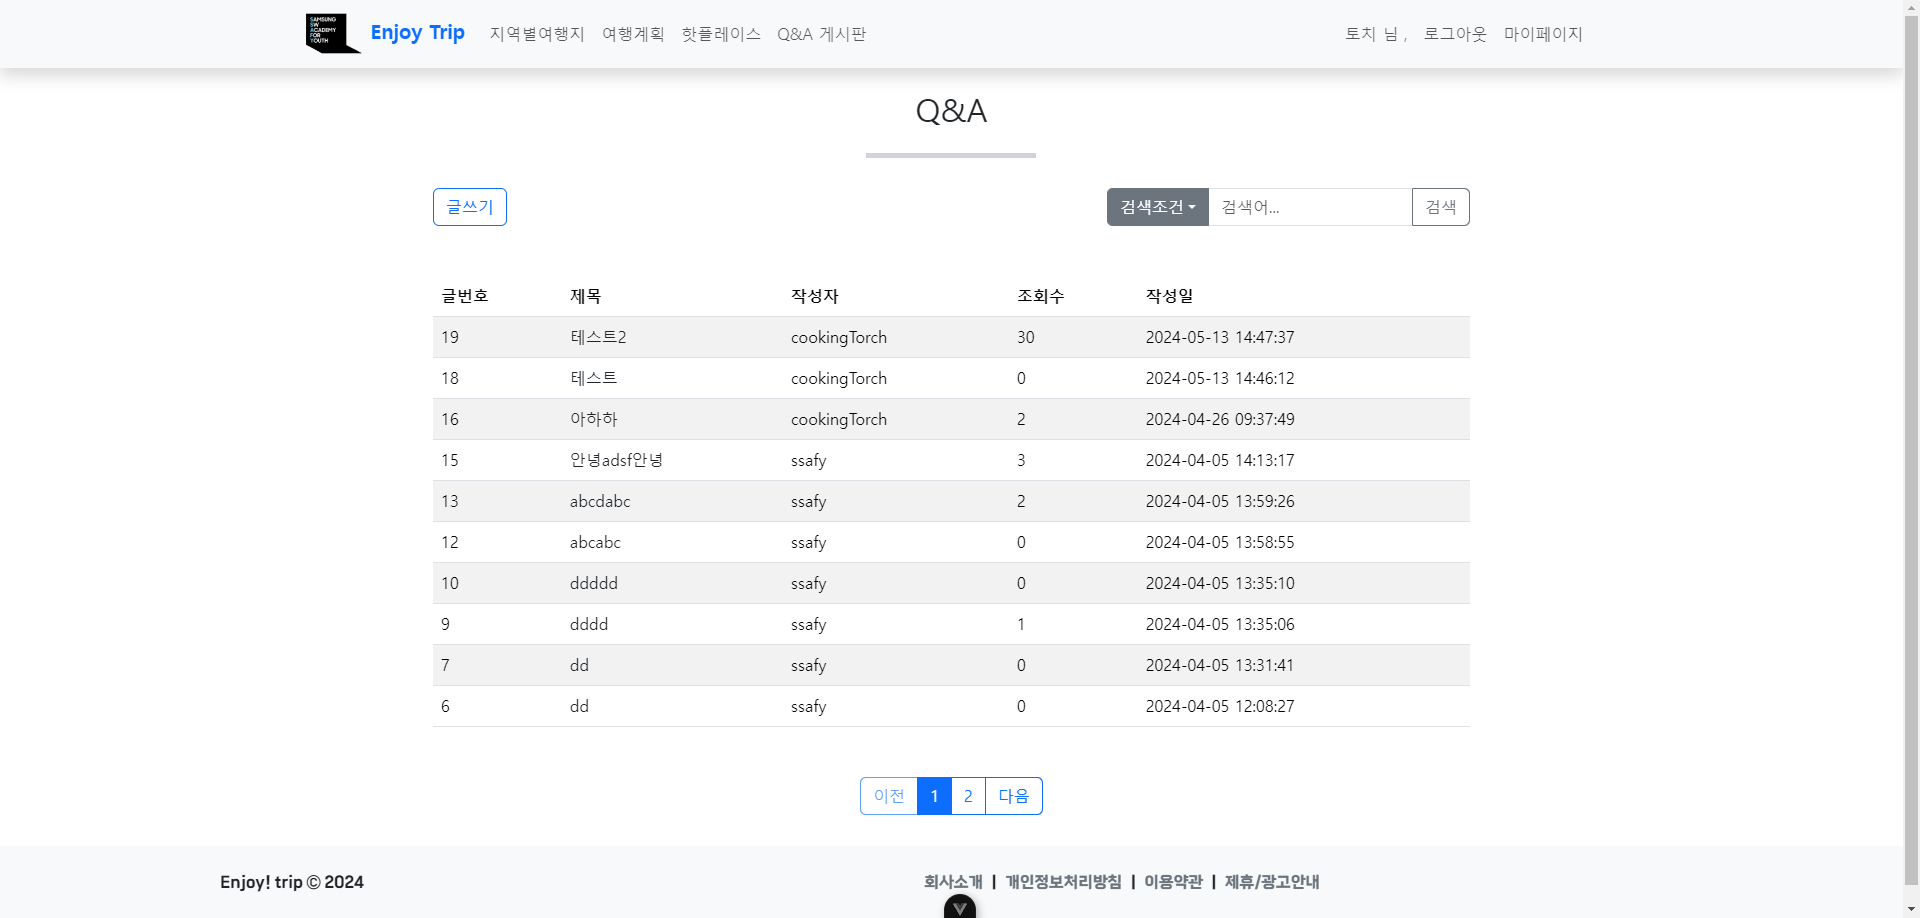 SAMSUNG
SW
ACADEMY
FOR
YOUTH
Enjoy Trip 지역별여행지 여행계획 핫플레이스 Q&A 게시판 토치 님 , 로그아웃 마이페이지
Q&A
글쓰기 검색조건 검색어... 검색
글번호 제목 작성자 조회수 작성일
19 테스트2 cookingTorch 30 2024-05-13 14:47:37
18 테스트 cookingTorch 0 2024-05-13 14:46:12
16 아하하 cookingTorch 2 2024-04-26 09:37:49
15 안녕adsf안녕 ssafy 3 2024-04-05 14:13:17
13 abcdabc ssafy 2 2024-04-05 13:59:26
12 abcabc ssafy 0 2024-04-05 13:58:55
10 ddddd ssafy 0 2024-04-05 13:35:10
9 dddd ssafy 1 2024-04-05 13:35:06
7 dd ssafy 0 2024-04-05 13:31:41
6 dd ssafy 0 2024-04-05 12:08:27
이전 1 2 다음
Enjoy! trip © 2024 회사소개 | 개인정보처리방침 | 이용약관 | 제휴/광고안내